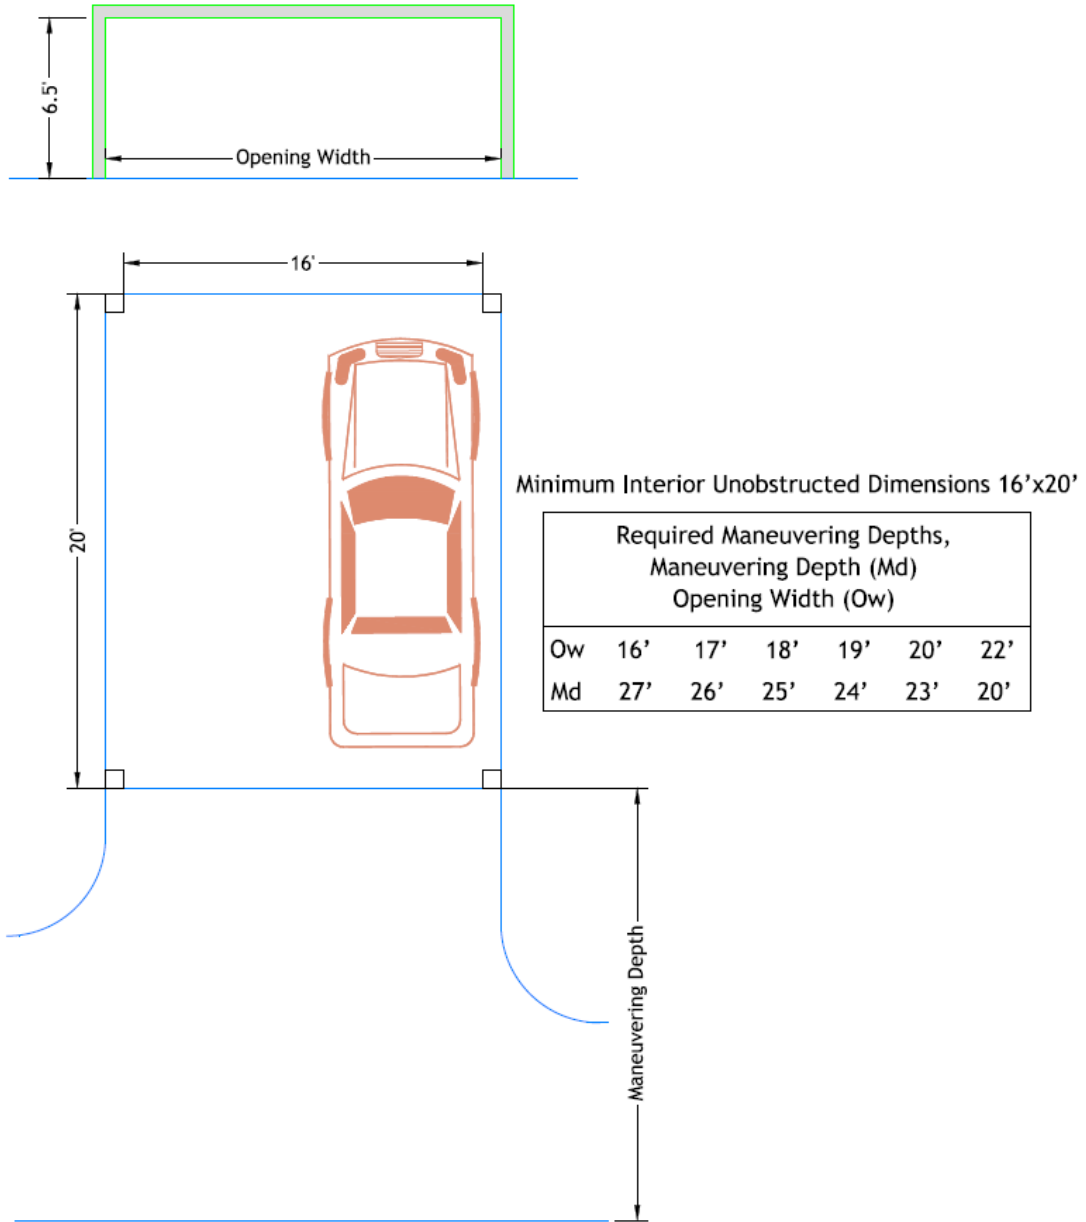 6.5'
Opening Width
16'
20'
Minimum Interior Unobstructed Dimensions 16’x20’
Required Maneuvering Depths,
Maneuvering Depth (Md)
Opening Width (Ow)
Ow 16’ 17’ 18’ 19’ 20’ 22’
Md 27’ 26’ 25’ 24’ 23’ 20’
Maneuvering Depth